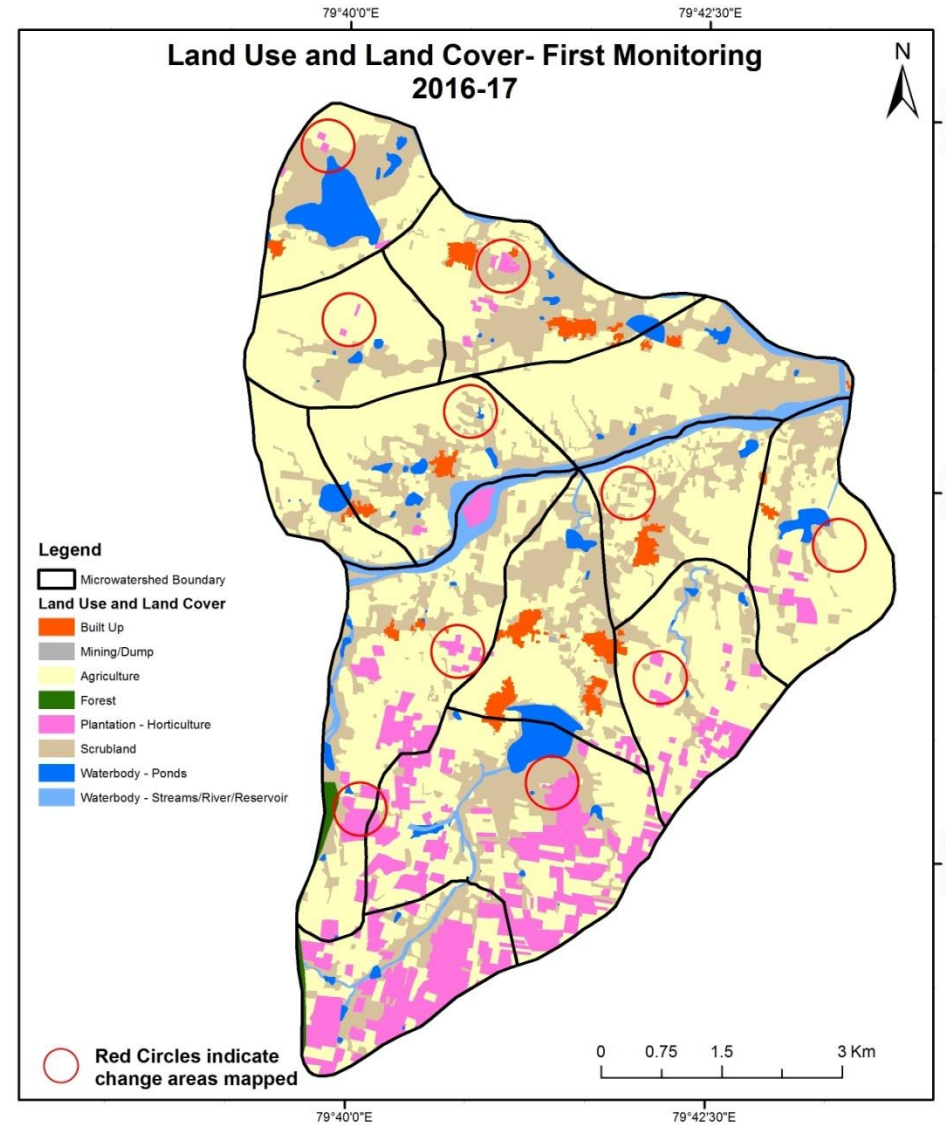 79°40'0"E
79°42'30"E
Land Use and Land Cover- First Monitoring
2016-17
N
Legend
Microwatershed Boundary
Land Use and Land Cover
Built Up
Mining/Dump
Agriculture
Forest
Plantation - Horticulture
Scrubland
Waterbody - Ponds
Waterbody - Streams/River/Reservoir
Red Circles indicate
change areas mapped
0 0.75 1.5 3 Km
79°40'0"E
79°42'30"E